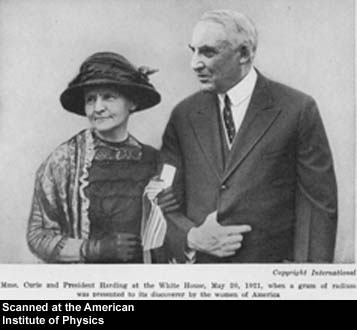 Copyright International
Mme. Curie and President Harding at the White House, May 20, 1921, when a gram of radium
was presented to its discoverer by the women of America
Scanned at the American
Institute of Physics